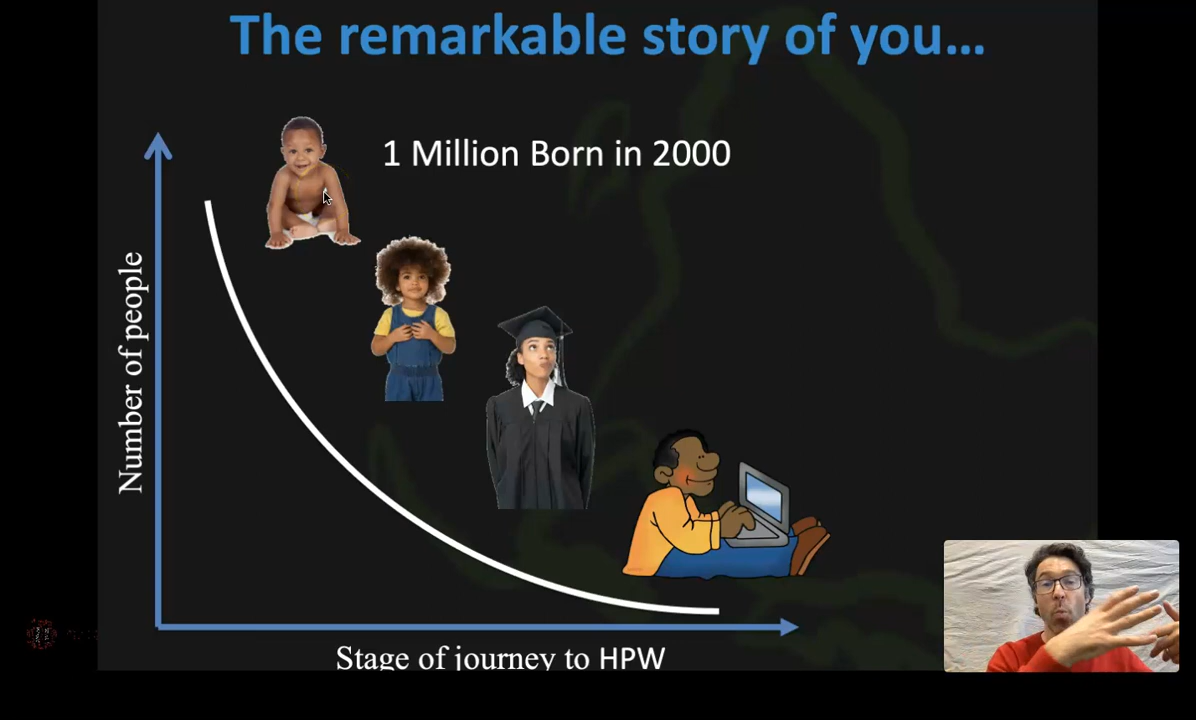 The remarkable story of you...
1 Million Born in 2000
Number of people
Stage of journey to HPW